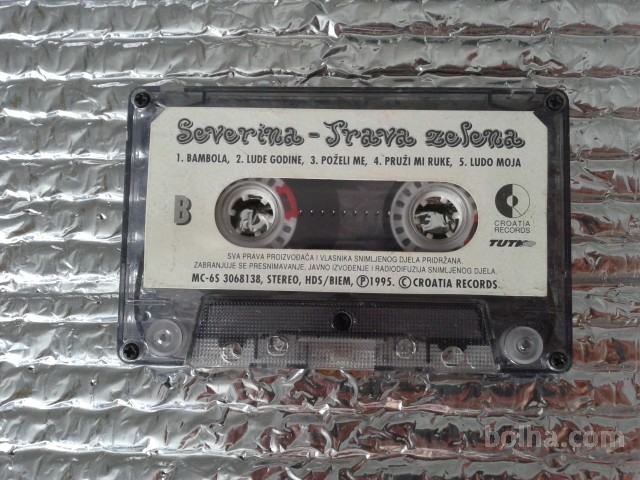 Severina - Trava zelena
1. BAMBOLA, 2. LUDE GODINE, 3. POŽELI ME, 4. PRUŽI MI RUKE, 5. LUDO MOJA
B
CROATIA
RECORDS
TUTICO
SVA PRAVA PROIZVOĐAČA I VLASNIKA SNIMLJENOG DJELA PRIDRŽANA.
ZABRANJUJE SE PRESNIMAVANJE, JAVNO IZVOĐENJE I RADIODIFUZIJA SNIMLJENOG DJELA.
MC-6S 3068138, STEREO, HDS/BIEM, Ⓟ1995. ©CROATIA RECORDS.
bolha.com